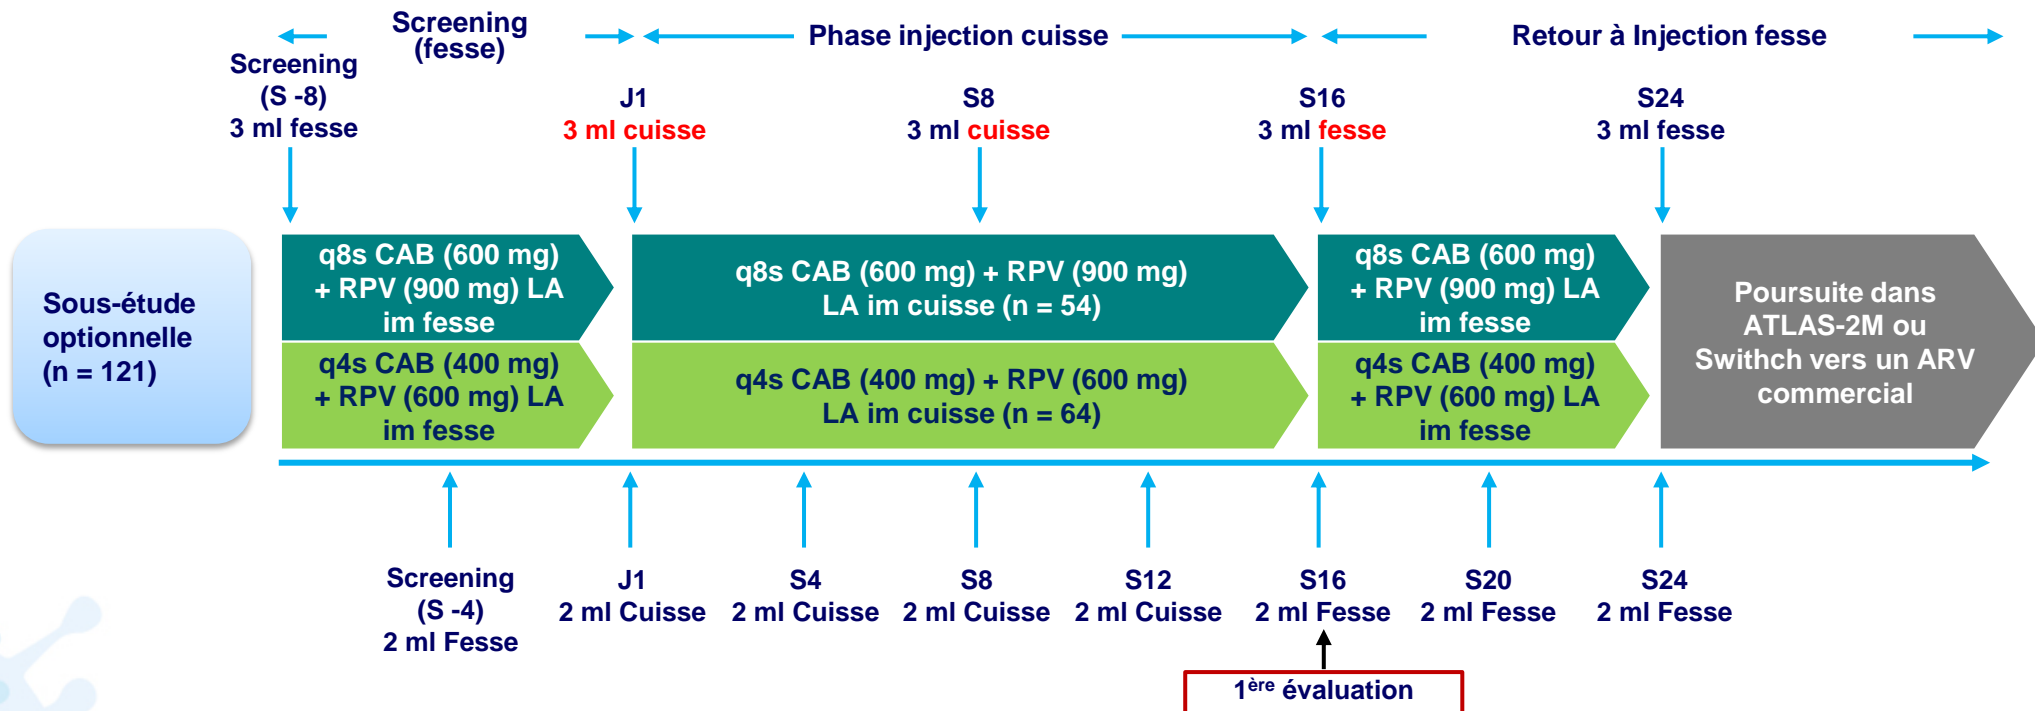 Screening
(fesse)
Phase injection cuisse
Retour à Injection fesse
Screening
(S -8)
3 ml fesse
J1
3 ml cuisse
S8
3 ml cuisse
S16
3 ml fesse
S24
3 ml fesse
Sous-étude
optionnelle
(n = 121)
q8s CAB (600 mg)
+ RPV (900 mg) LA
im fesse
q8s CAB (600 mg) + RPV (900 mg)
LA im cuisse (n = 54)
q8s CAB (600 mg)
+ RPV (900 mg) LA
im fesse
q4s CAB (400 mg)
+ RPV (600 mg) LA
im fesse
q4s CAB (400 mg) + RPV (600 mg)
LA im cuisse (n = 64)
q4s CAB (400 mg)
+ RPV (600 mg) LA
im fesse
Poursuite dans
ATLAS-2M ou
Swithch vers un ARV
commercial
Screening
(S -4)
2 ml Fesse
J1
2 ml Cuisse
S4
2 ml Cuisse
S8
2 ml Cuisse
S12
2 ml Cuisse
S16
2 ml Fesse
S20
2 ml Fesse
S24
2 ml Fesse
1ère évaluation